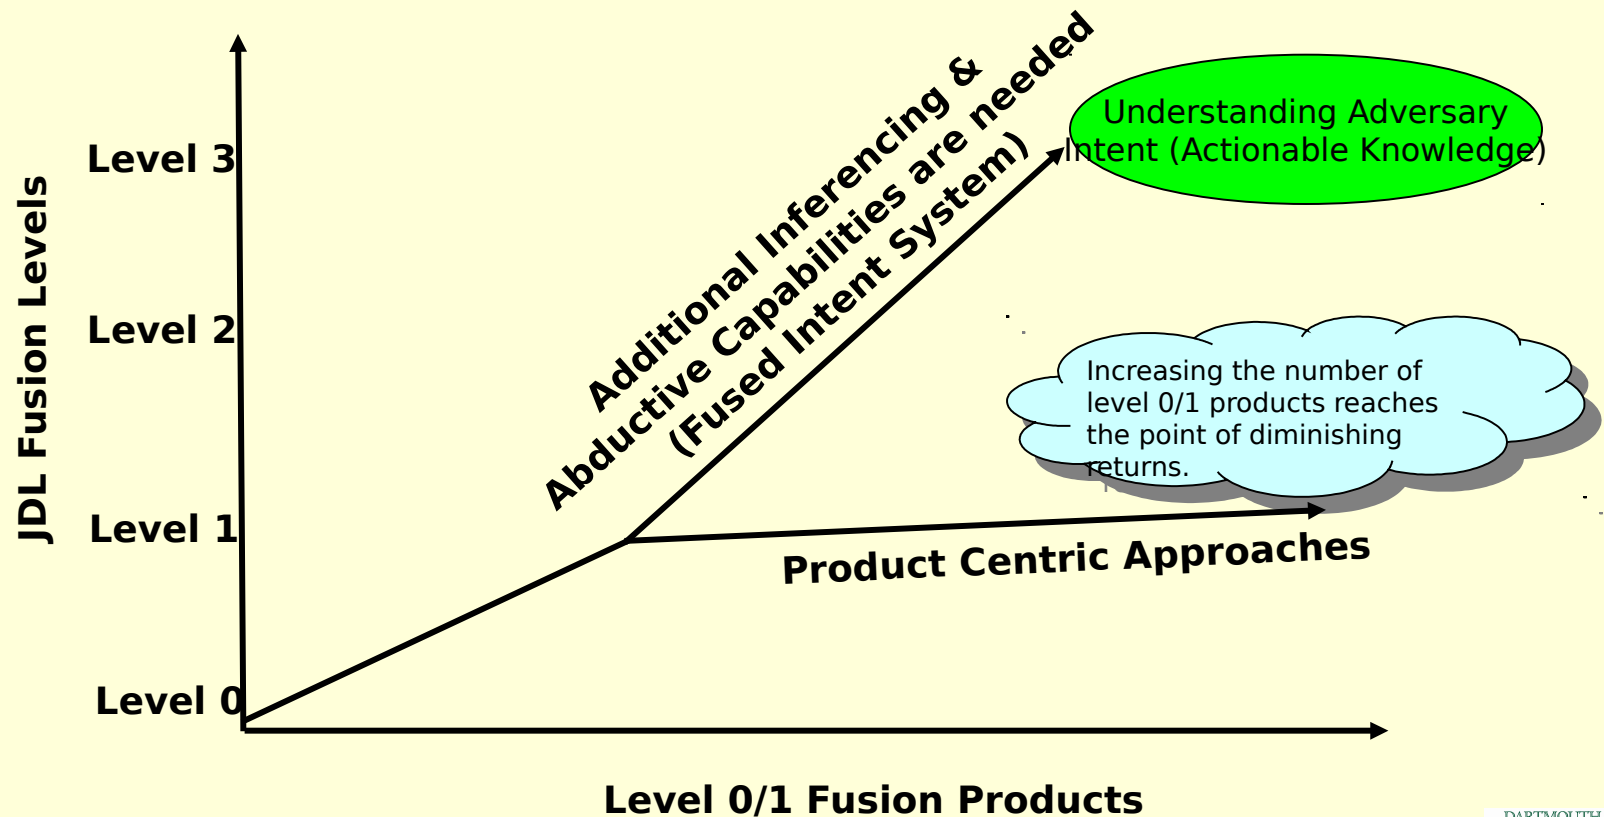 JDL Fusion Levels
Level 3
Level 2
Level 1
Level 0
Additional Inferencing &
Abductive Capabilities are needed
(Fused Intent System)
Understanding Adversary
Intent (Actionable Knowledge)
Increasing the number of
level 0/1 products reaches
the point of diminishing
returns.
Product Centric Approaches
Level 0/1 Fusion Products
DARTMOUTH